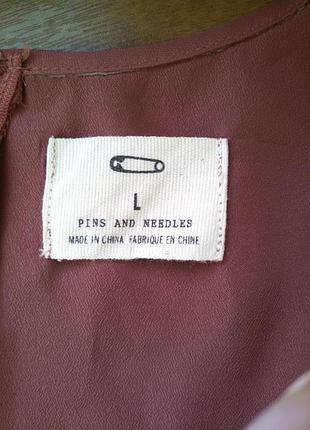 L
PINS AND NEEDLES
MADE IN CHINA FABRIQUE EN CHINE